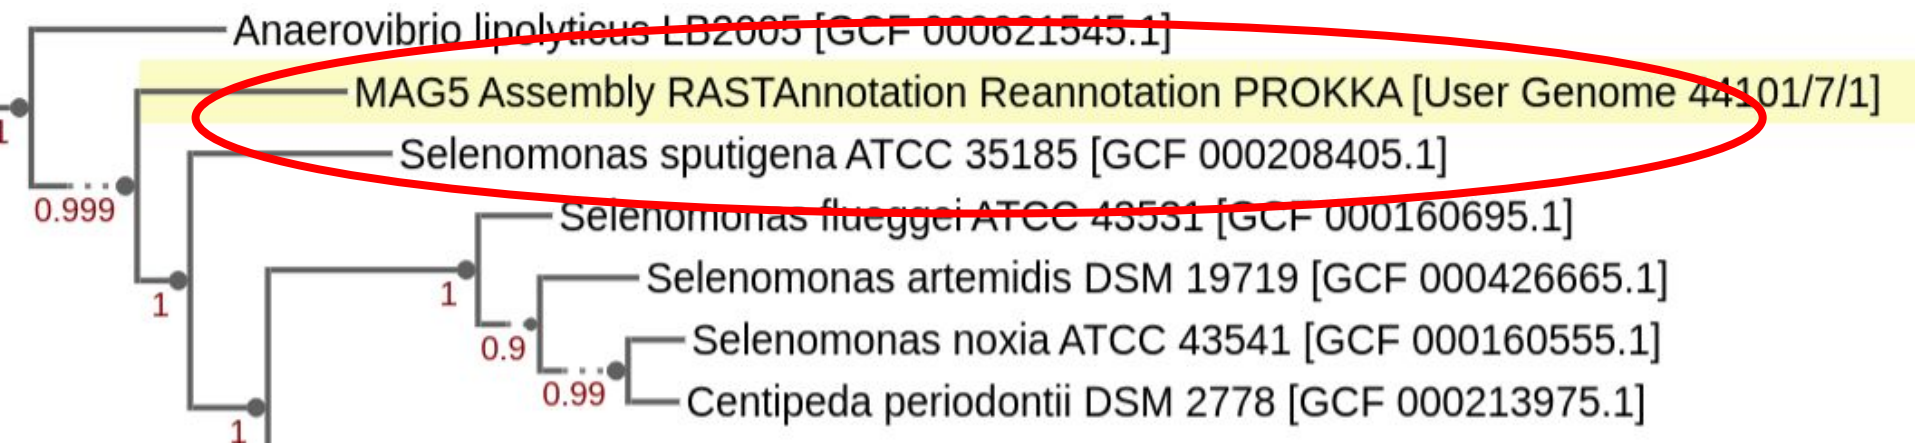 Anaerovibrio lipolyticus LB2005 [GCF 000621545.1]
1
MAG5 Assembly RASTAnnotation Reannotation PROKKA [User Genome 44101/7/1]
Selenomonas sputigena ATCC 35185 [GCF 000208405.1]
0.999
Selenomonas flueggei ATCC 43531 [GCF 000160695.1]
Selenomonas artemidis DSM 19719 [GCF 000426665.1]
1
1
Selenomonas noxia ATCC 43541 [GCF 000160555.1]
0.9
Centipeda periodontii DSM 2778 [GCF 000213975.1]
0.99
1